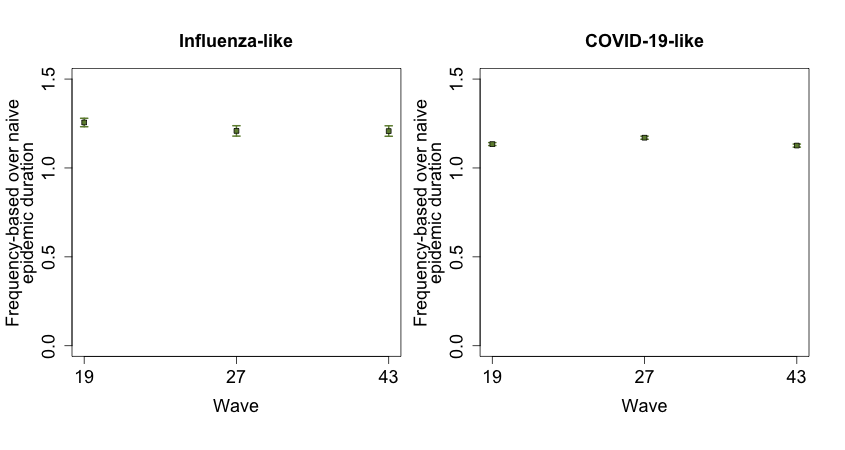 Influenza-like
Frequency-based over naive
epidemic duration
1.5
1.0
0.5
0.0
19
27
43
Wave
COVID-19-like
Frequency-based over naive
epidemic duration
1.5
1.0
0.5
0.0
19
27
43
Wave